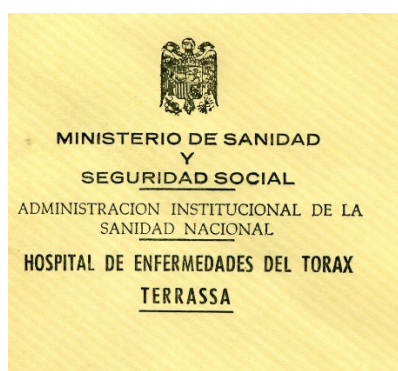 MINISTERIO DE SANIDAD
Y
SEGURIDAD SOCIAL
ADMINISTRACION INSTITUCIONAL DE LA
SANIDAD NACIONAL
HOSPITAL DE ENFERMEDADES DEL TORAX
TERRASSA